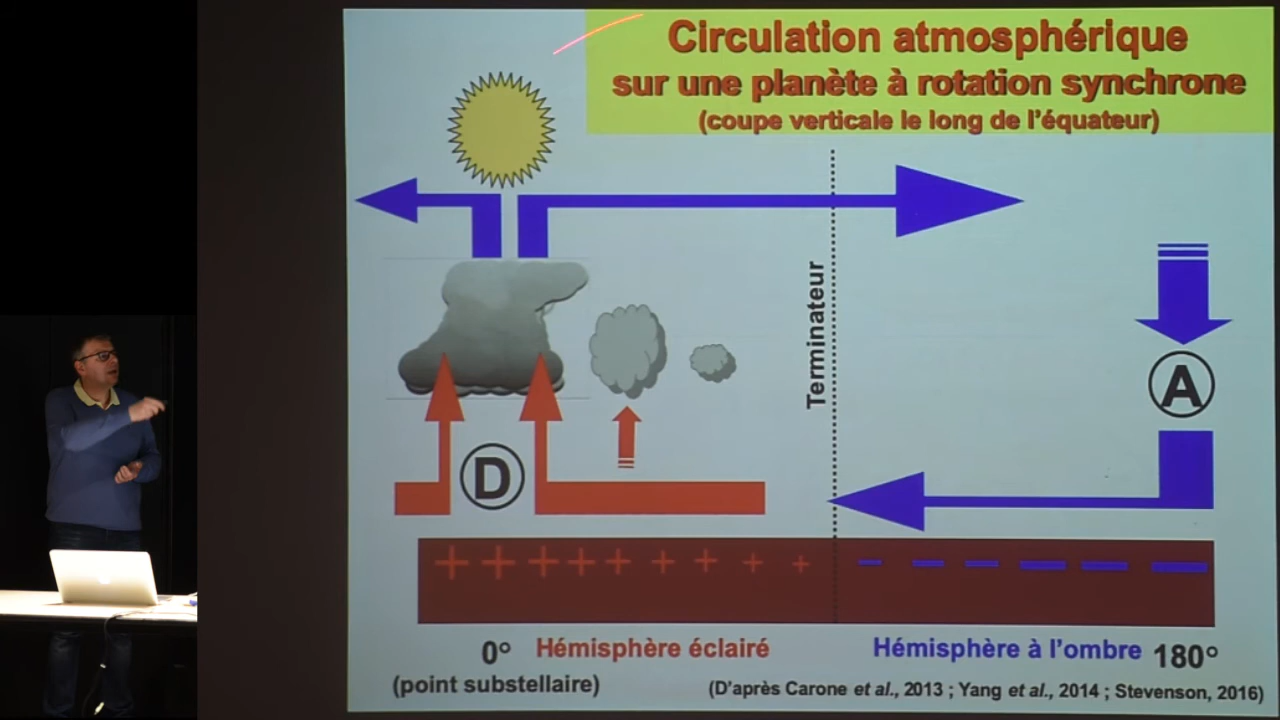 Circulation atmosphérique
sur une planète à rotation synchrone
(coupe verticale le long de l'équateur)
Terminateur
A
D
+ + + + + + + + + – – – – – –
0° Hémisphère éclairé Hémisphère à l'ombre 180°
(point substellaire) (D'après Carone et al., 2013 ; Yang et al., 2014 ; Stevenson, 2016)